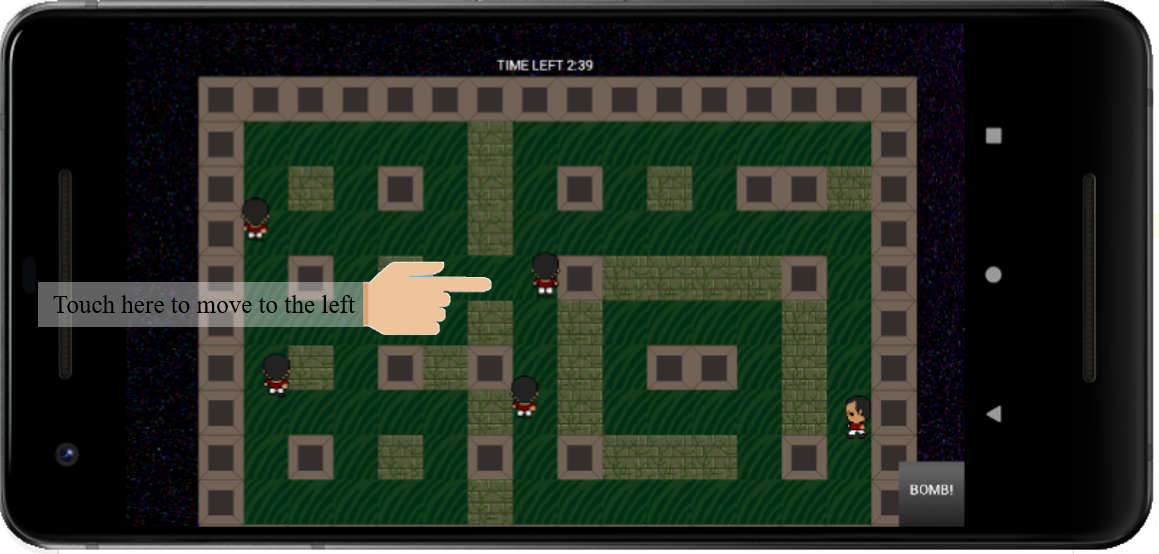 TIME LEFT 2:39
Touch here to move to the left
BOMB!